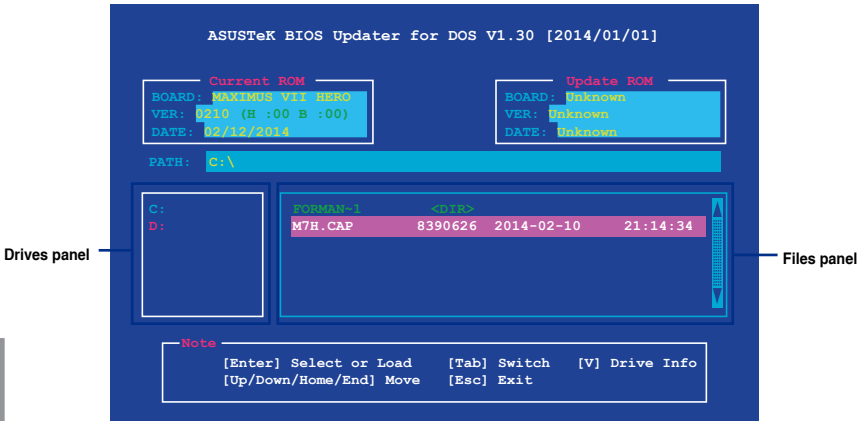 ASUSTeK BIOS Updater for DOS V1.30 [2014/01/01]
Current ROM
BOARD: MAXIMUS VII HERO
VER: 0210 (H :00 B :00)
DATE: 02/12/2014
Update ROM
BOARD: Unknown
VER: Unknown
DATE: Unknown
PATH: C:\
C:
D:
FORMAN~1 <DIR>
M7H.CAP 8390626 2014-02-10 21:14:34
Drives panel
Files panel
Note
[Enter] Select or Load [Tab] Switch [V] Drive Info
[Up/Down/Home/End] Move [Esc] Exit